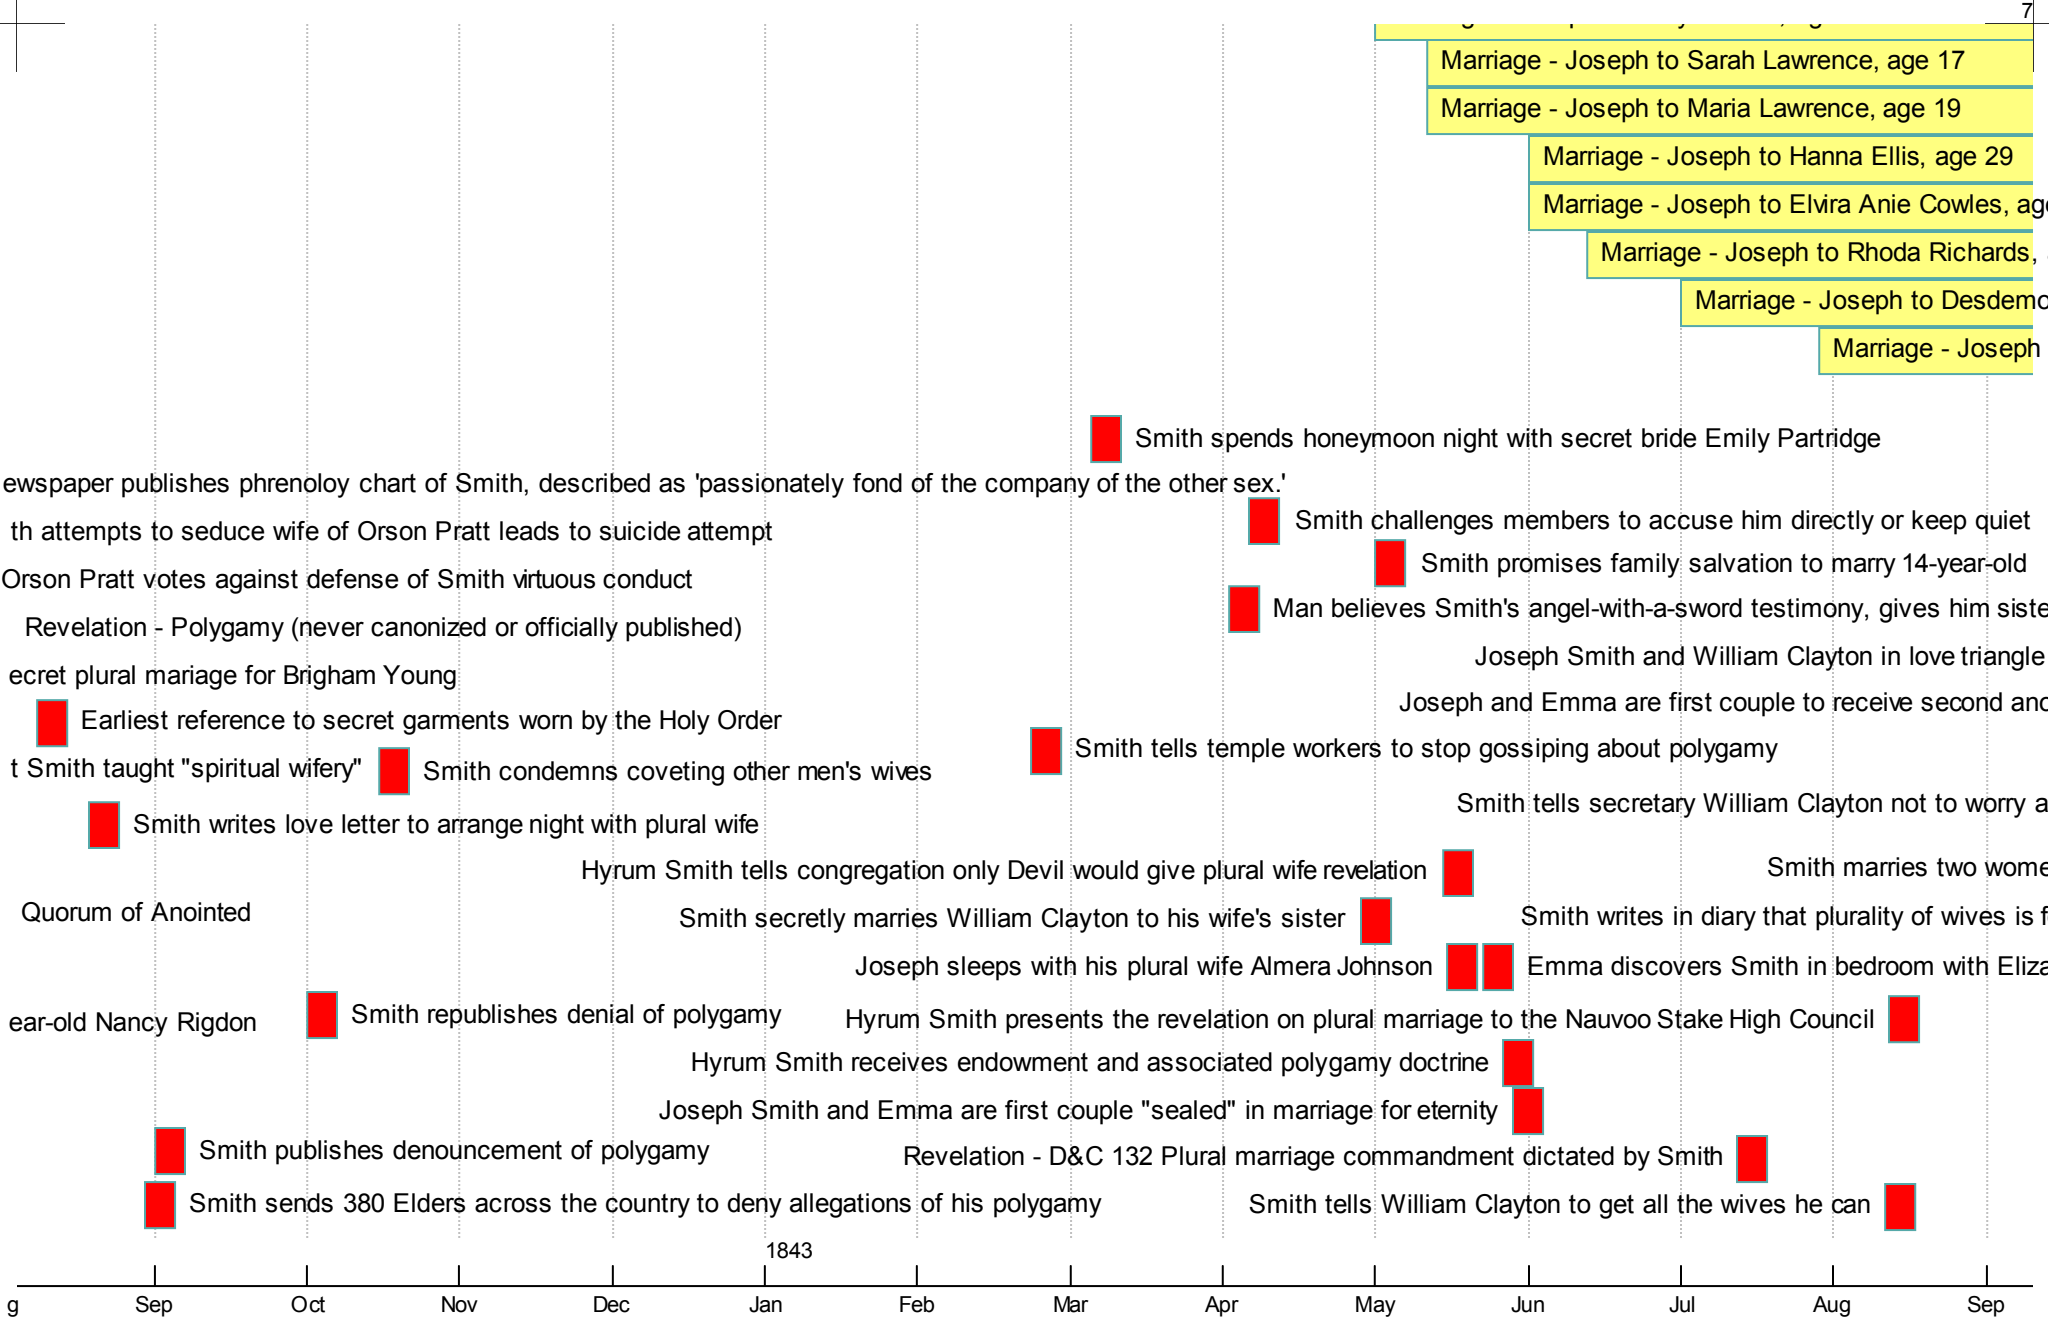 7
Marriage - Joseph to Sarah Lawrence, age 17
Marriage - Joseph to Maria Lawrence, age 19
Marriage - Joseph to Hanna Ellis, age 29
Marriage - Joseph to Elvira Anie Cowles, age
Marriage - Joseph to Rhoda Richards,
Marriage - Joseph to Desdemo
Marriage - Joseph
Smith spends honeymoon night with secret bride Emily Partridge
ewspaper publishes phrenoloy chart of Smith, described as 'passionately fond of the company of the other sex.'
Smith challenges members to accuse him directly or keep quiet
th attempts to seduce wife of Orson Pratt leads to suicide attempt
Smith promises family salvation to marry 14-year-old
Orson Pratt votes against defense of Smith virtuous conduct
Man believes Smith's angel-with-a-sword testimony, gives him siste
Revelation - Polygamy (never canonized or officially published)
Joseph Smith and William Clayton in love triangle
ecret plural mariage for Brigham Young
Joseph and Emma are first couple to receive second ano
Earliest reference to secret garments worn by the Holy Order
Smith tells temple workers to stop gossiping about polygamy
t Smith taught "spiritual wifery"
Smith condemns coveting other men's wives
Smith tells secretary William Clayton not to worry a
Smith writes love letter to arrange night with plural wife
Hyrum Smith tells congregation only Devil would give plural wife revelation
Smith marries two wome
Quorum of Anointed
Smith secretly marries William Clayton to his wife's sister
Smith writes in diary that plurality of wives is f
Joseph sleeps with his plural wife Almera Johnson
Emma discovers Smith in bedroom with Eliza
ear-old Nancy Rigdon
Smith republishes denial of polygamy
Hyrum Smith presents the revelation on plural marriage to the Nauvoo Stake High Council
Hyrum Smith receives endowment and associated polygamy doctrine
Joseph Smith and Emma are first couple "sealed" in marriage for eternity
Smith publishes denouncement of polygamy
Revelation - D&C 132 Plural marriage commandment dictated by Smith
Smith sends 380 Elders across the country to deny allegations of his polygamy
Smith tells William Clayton to get all the wives he can
1843
g Sep Oct Nov Dec Jan Feb Mar Apr May Jun Jul Aug Sep